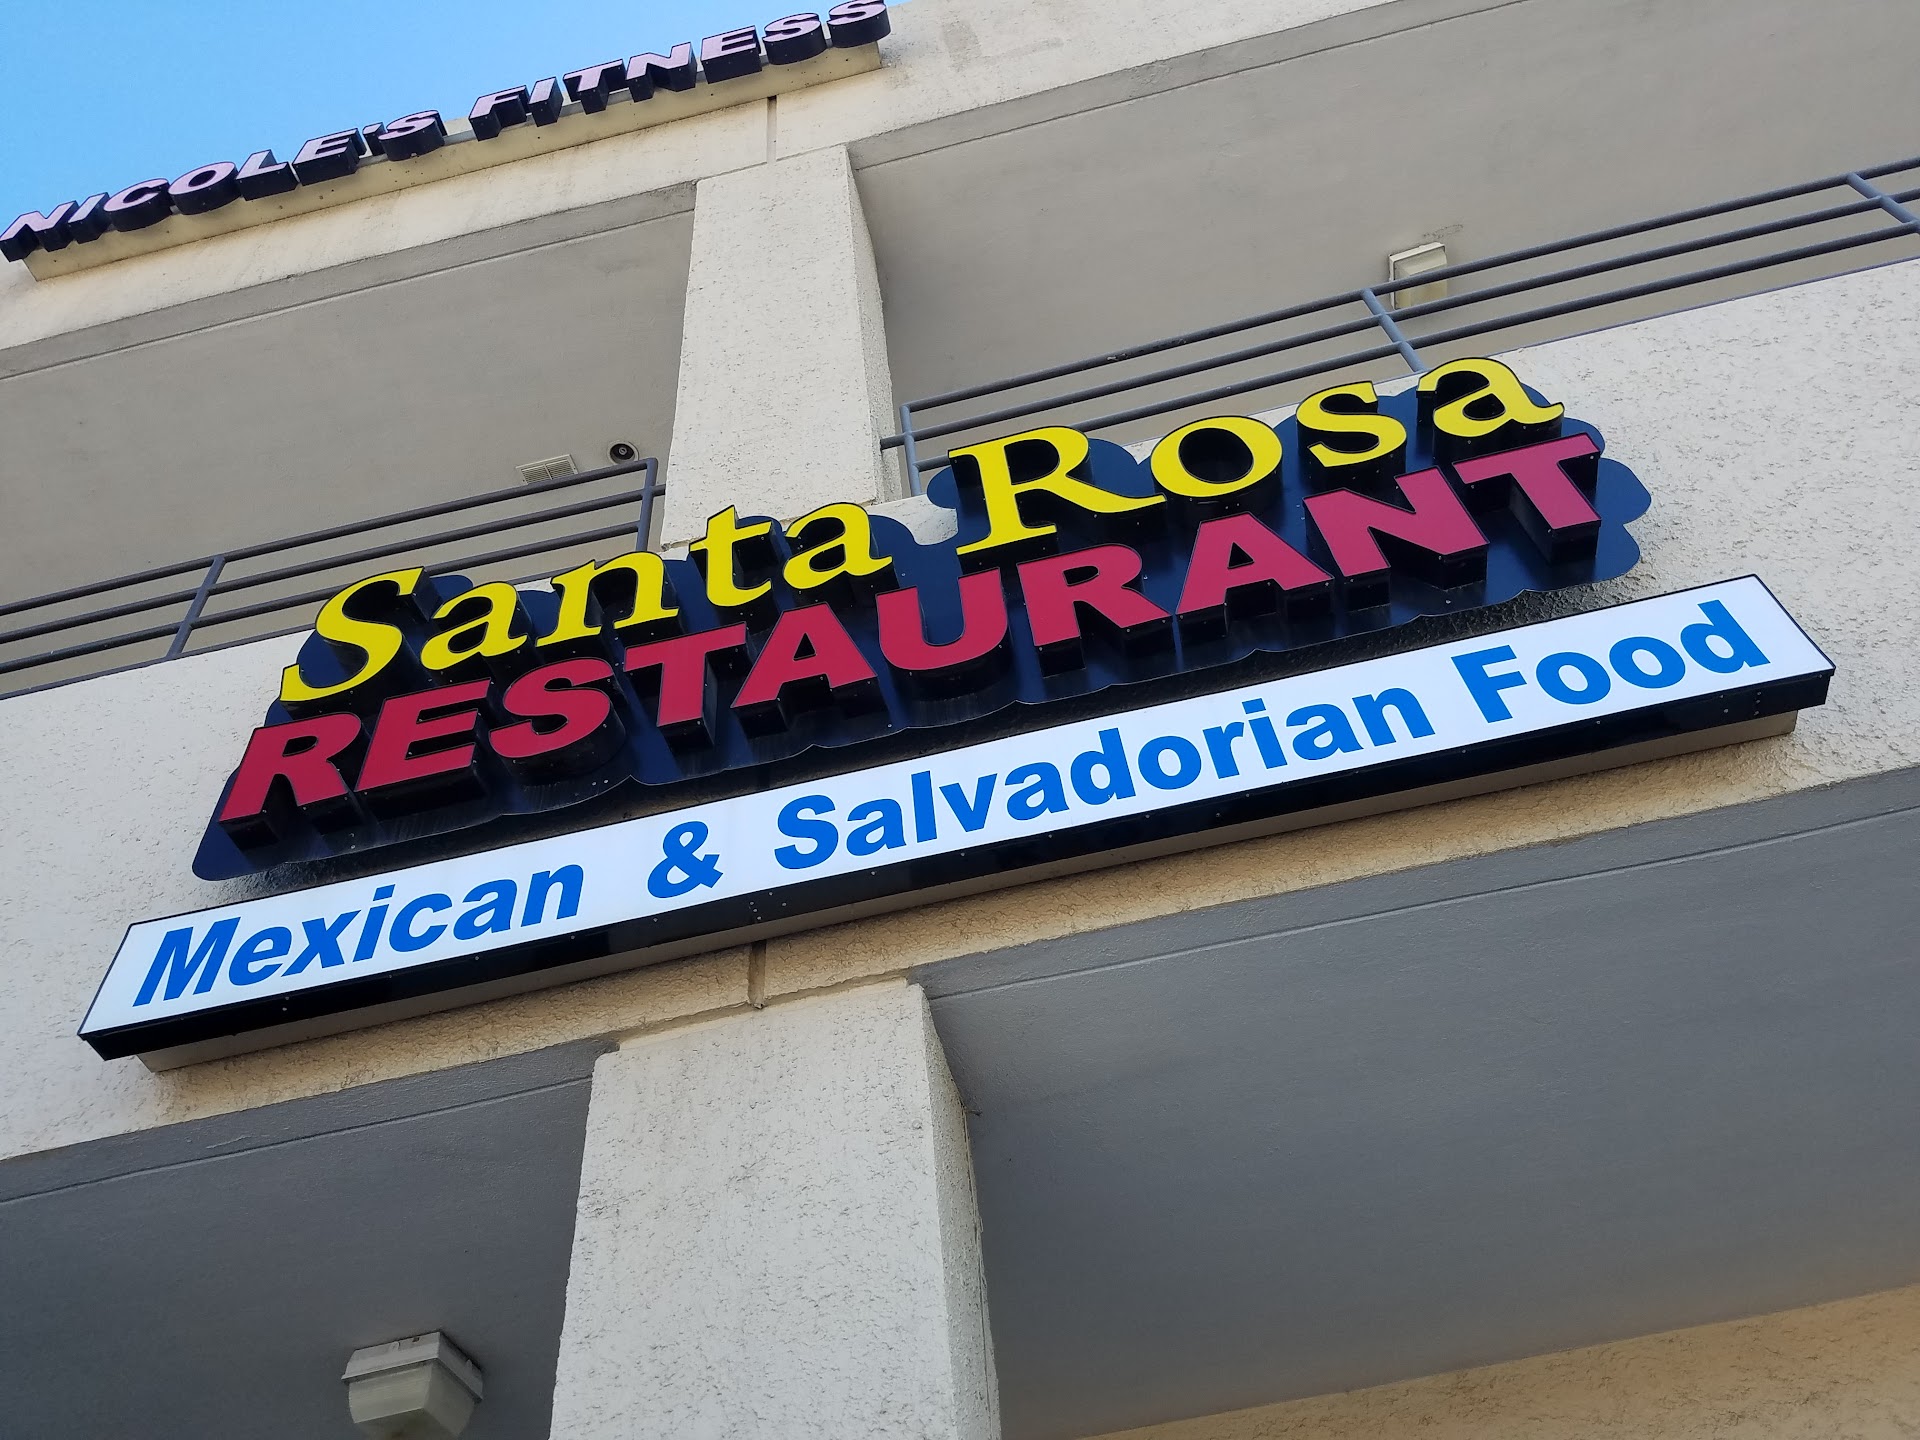 NICOLE'S FITNESS
Santa Rosa
RESTAURANT
Mexican & Salvadorian Food